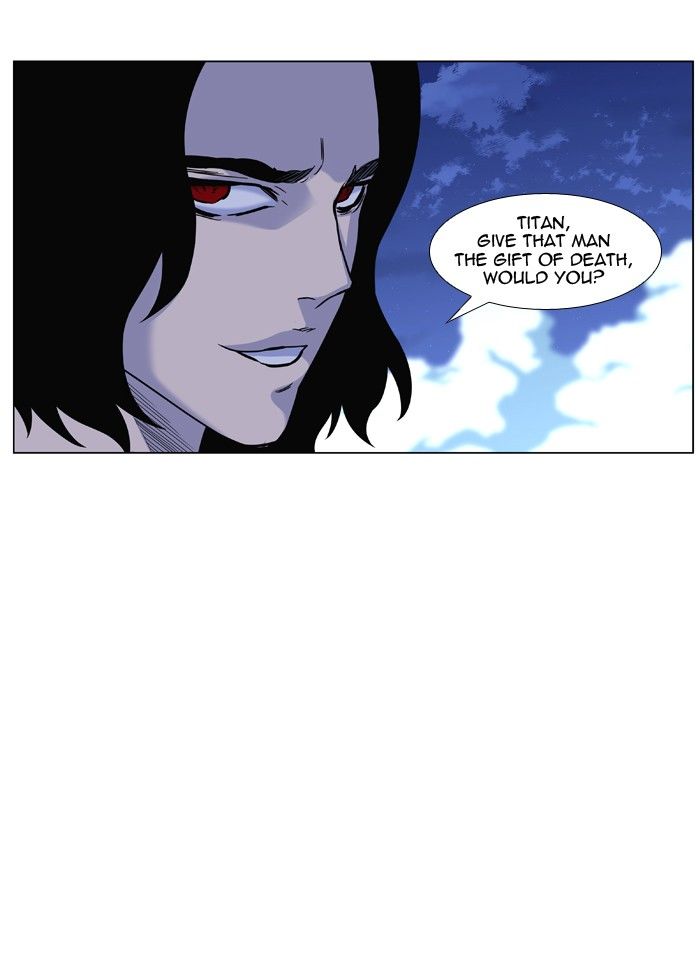 TITAN,
GIVE THAT MAN
THE GIFT OF DEATH,
WOULD YOU?